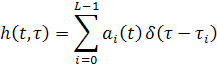 h(t,τ) = ∑_{i=0}^{L-1} a_i(t) δ(τ − τ_i)